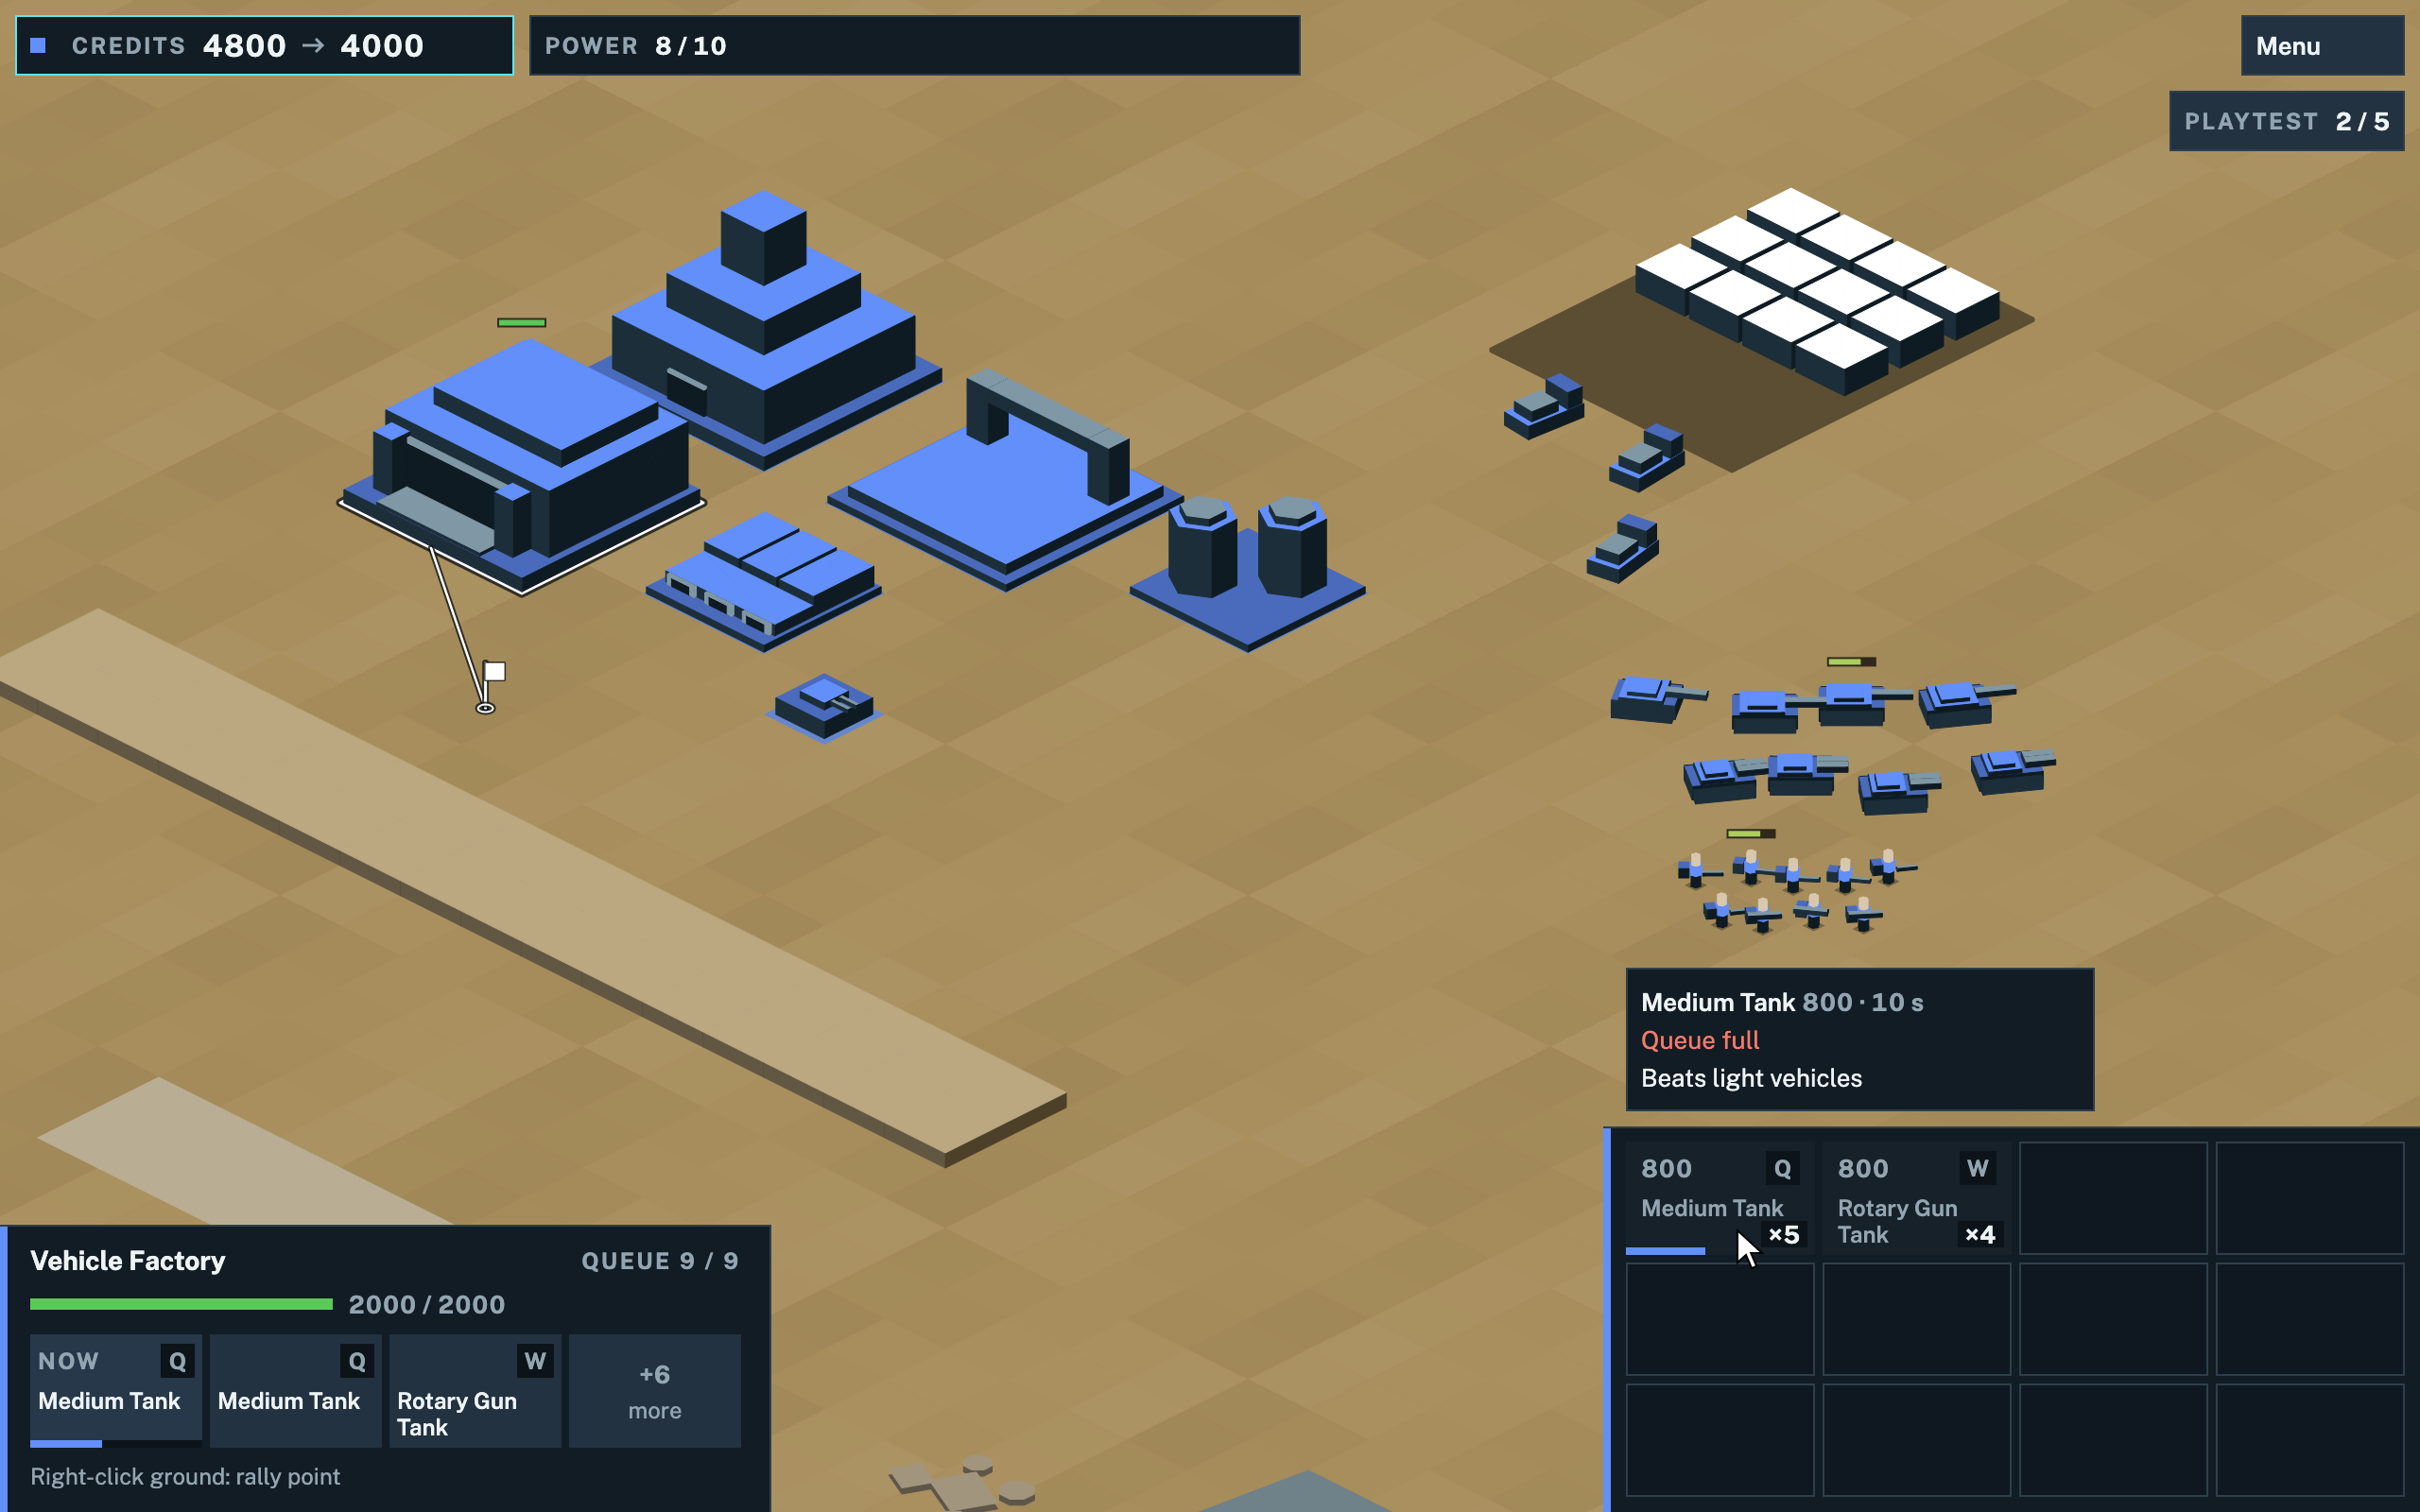 CREDITS 4800 → 4000
POWER 8/10
Menu
PLAYTEST 2/5
Medium Tank 800 · 10 s
Queue full
Beats light vehicles
800 Q
Medium Tank
×5
800 W
Rotary Gun
Tank ×4
Vehicle Factory QUEUE 9 / 9
2000/2000
NOW Q
Medium Tank
Q
Medium Tank
W
Rotary Gun
Tank
+6
more
Right-click ground: rally point